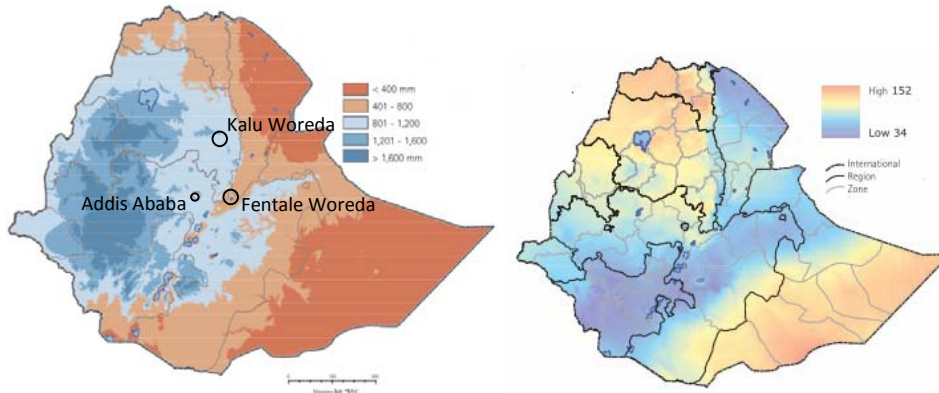 < 400 mm
401 - 800
801 - 1,200
1,201 - 1,600
> 1,600 mm
Kalu Woreda
Addis Ababa
Fentale Woreda
High 152
Low 34
International
Region
Zone